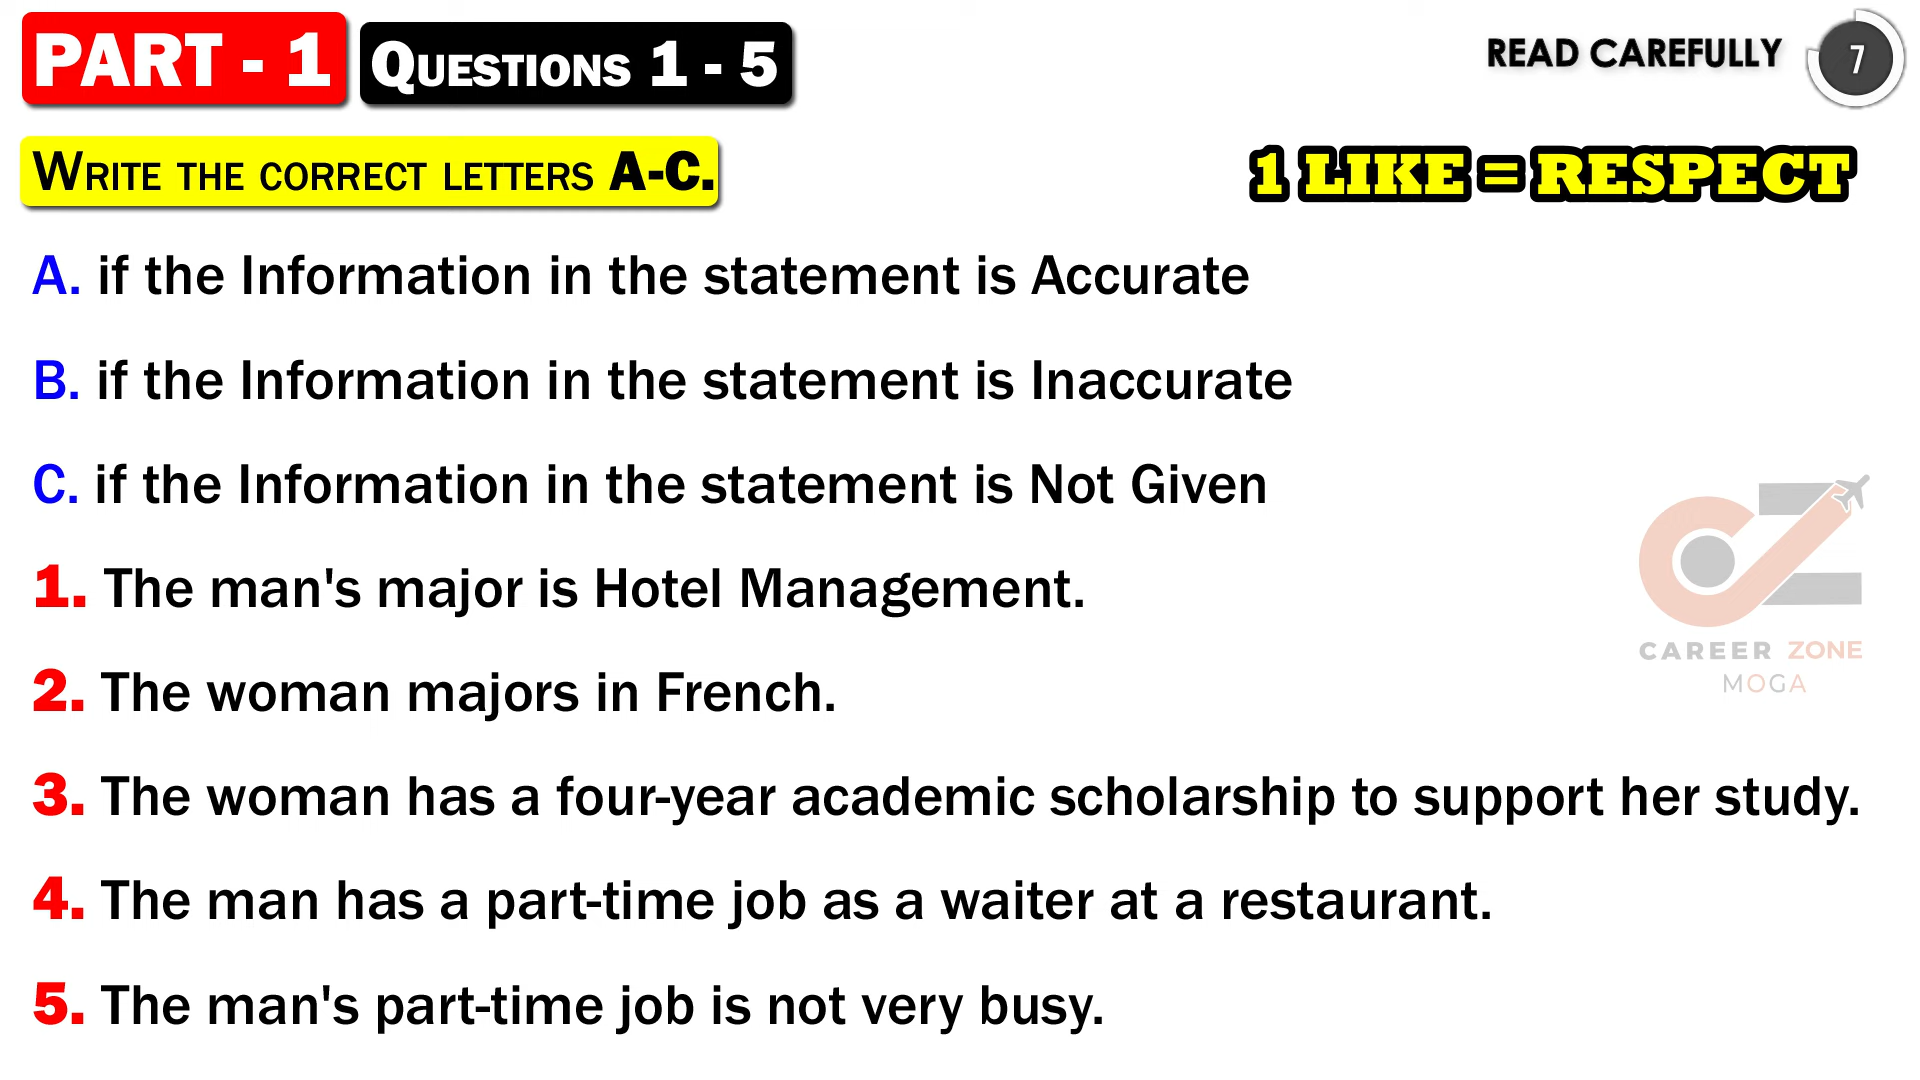 PART - 1 QUESTIONS 1 - 5 READ CAREFULLY 7
WRITE THE CORRECT LETTERS A-C. 1 LIKE = RESPECT
A. if the Information in the statement is Accurate
B. if the Information in the statement is Inaccurate
C. if the Information in the statement is Not Given
1. The man's major is Hotel Management.
CAREER ZONE
MOGA
2. The woman majors in French.
3. The woman has a four-year academic scholarship to support her study.
4. The man has a part-time job as a waiter at a restaurant.
5. The man's part-time job is not very busy.